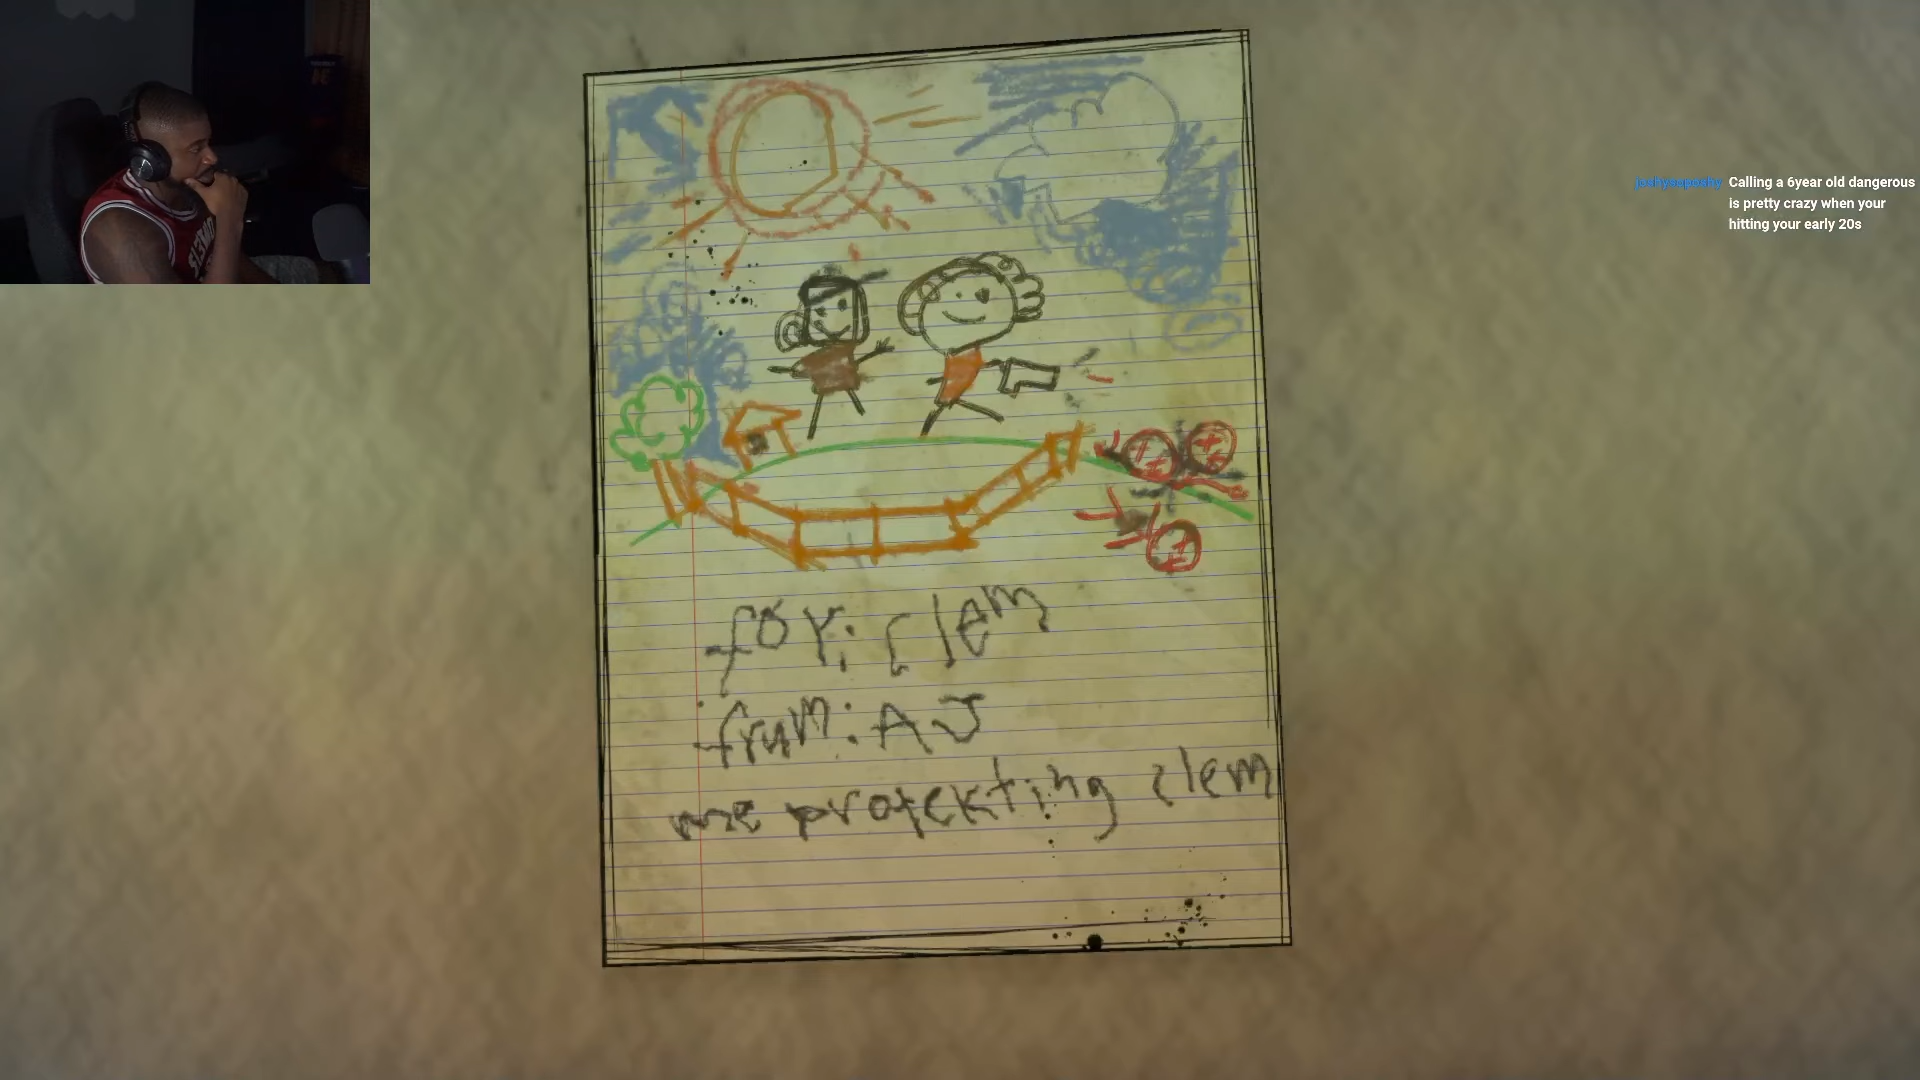 Calling a 6year old dangerous
is pretty crazy when your
hitting your early 20s
for: clem
frum: AJ
me protekting clem